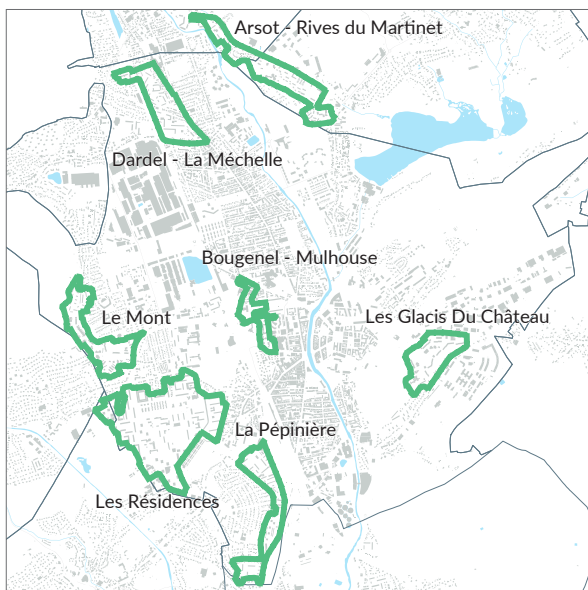 Arsot - Rives du Martinet
Dardel - La Méchelle
Bougenel - Mulhouse
Le Mont
Les Glacis Du Château
La Pépinière
Les Résidences